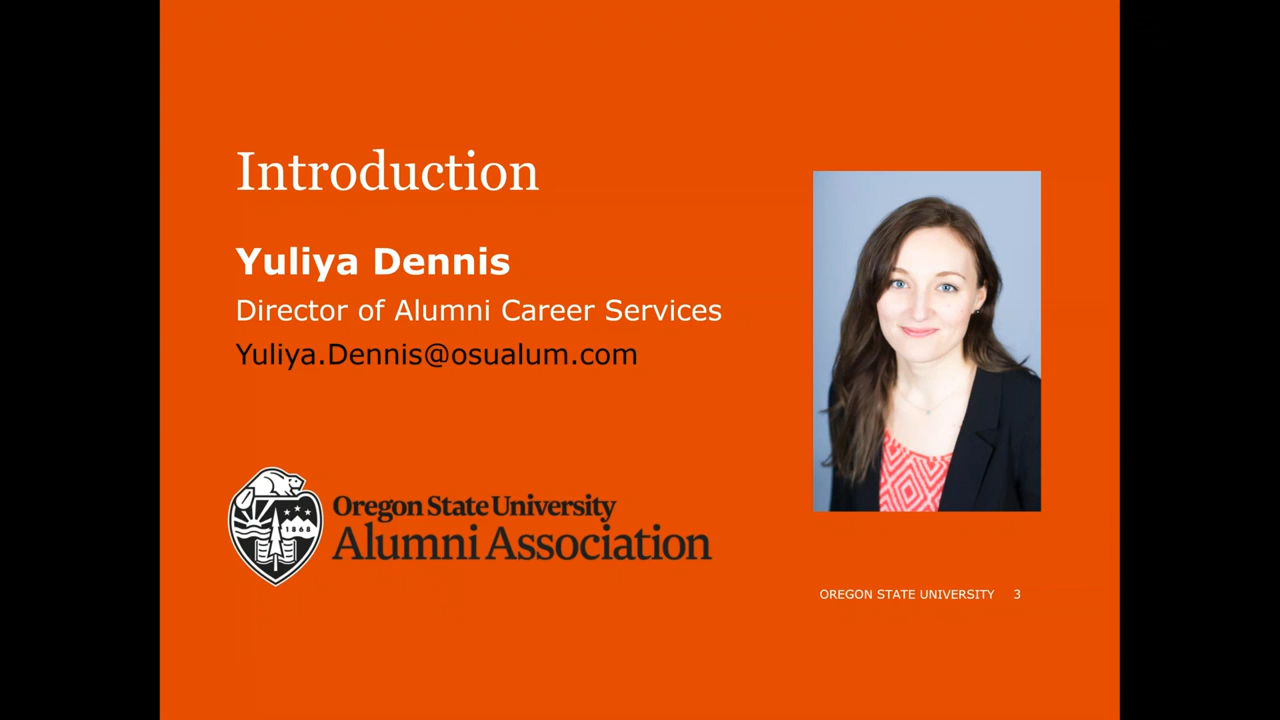 Introduction
Yuliya Dennis
Director of Alumni Career Services
Yuliya.Dennis@osualum.com
1868
Oregon State University
Alumni Association
OREGON STATE UNIVERSITY 3